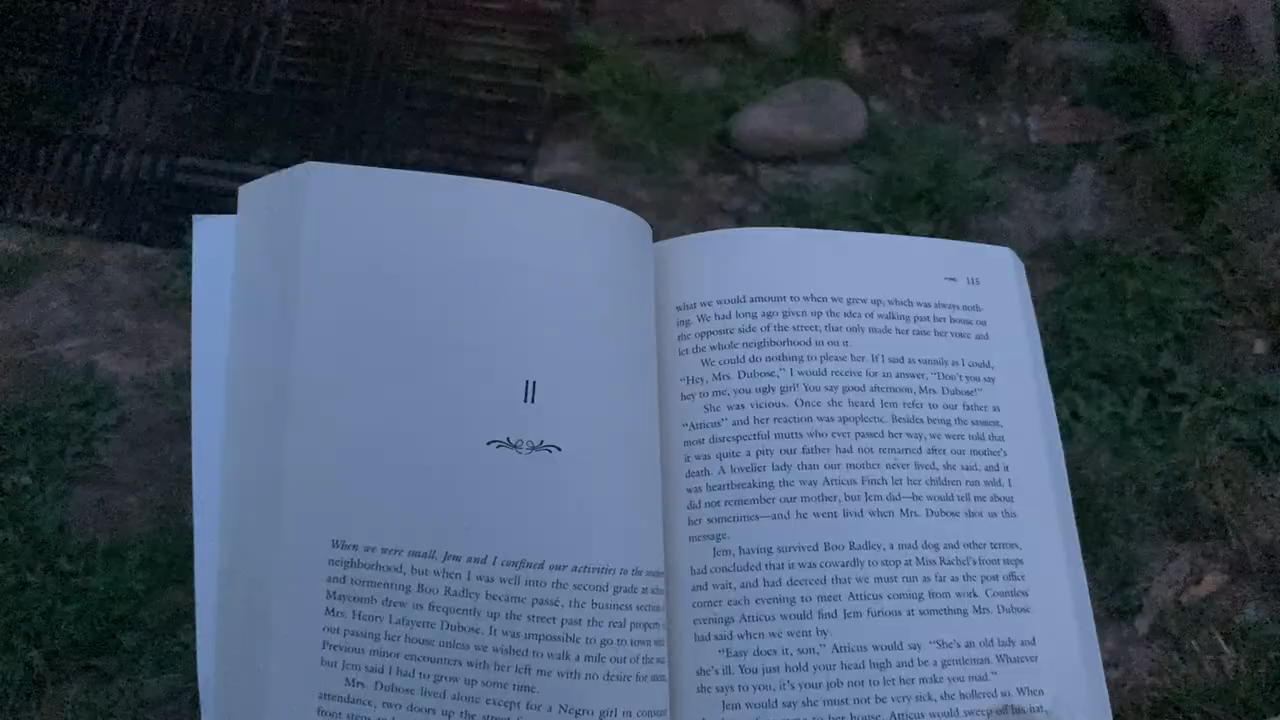 11
When we were small, Jem and I confined our activities to the southern
neighborhood, but when I was well into the second grade at school
and tormenting Boo Radley became passé, the business section
Maycomb drew us frequently up the street past the real property
Mrs. Henry Lafayette Dubose. It was impossible to go to town with
out passing her house unless we wished to walk a mile out of the way.
Previous minor encounters with her left me with no desire for more,
but Jem said I had to grow up some time.
Mrs. Dubose lived alone except for a Negro girl in constant
attendance, two doors up the street
front steps and
115
what we would amount to when we grew up, which was always noth-
ing. We had long ago given up the idea of walking past her house on
the opposite side of the street; that only made her raise her voice and
let the whole neighborhood in on it.
We could do nothing to please her. If I said as sunnily as I could,
"Hey, Mrs. Dubose," I would receive for an answer, "Don't you say
hey to me, you ugly girl! You say good afternoon, Mrs. Dubose!"
She was vicious. Once she heard Jem refer to our father as
"Atticus" and her reaction was apoplectic. Besides being the sassiest,
most disrespectful mutts who ever passed her way, we were told that
it was quite a pity our father had not remarried after our mother's
death. A lovelier lady than our mother never lived, she said, and it
was heartbreaking the way Atticus Finch let her children run wild. I
did not remember our mother, but Jem did—he would tell me about
her sometimes—and he went livid when Mrs. Dubose shot us this
message.
Jem, having survived Boo Radley, a mad dog and other terrors,
had concluded that it was cowardly to stop at Miss Rachel's front steps
and wait, and had decreed that we must run as far as the post office
corner each evening to meet Atticus coming from work. Countless
evenings Atticus would find Jem furious at something Mrs. Dubose
had said when we went by.
"Easy does it, son," Atticus would say. "She's an old lady and
she's ill. You just hold your head high and be a gentleman. Whatever
she says to you, it's your job not to let her make you mad."
Jem would say she must not be very sick, she hollered so. When
to her house, Atticus would sweep off his hat,